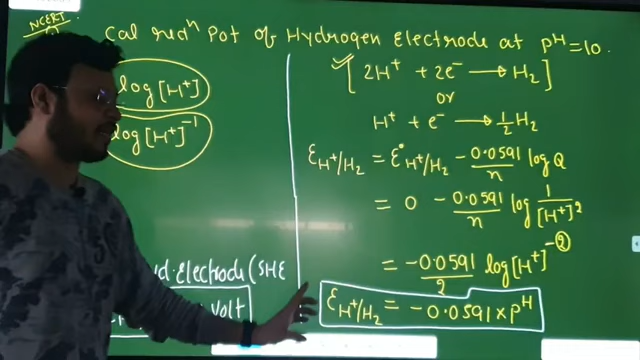 NCERT
Cal redⁿ Pot of Hydrogen Electrode at pH = 10.
log[H⁺]
log[H⁺]⁻¹
d. Electrode (SHE
volt
[2H⁺ + 2e⁻ ⟶ H₂]
or
H⁺ + e⁻ ⟶ ½H₂
Ɛ H⁺/H₂ = Ɛ° H⁺/H₂ − 0.0591/n log Q
= 0 − 0.0591/n log 1/[H⁺]²
= −0.0591/2 log[H⁺]⁻²
Ɛ H⁺/H₂ = −0.0591 × pH